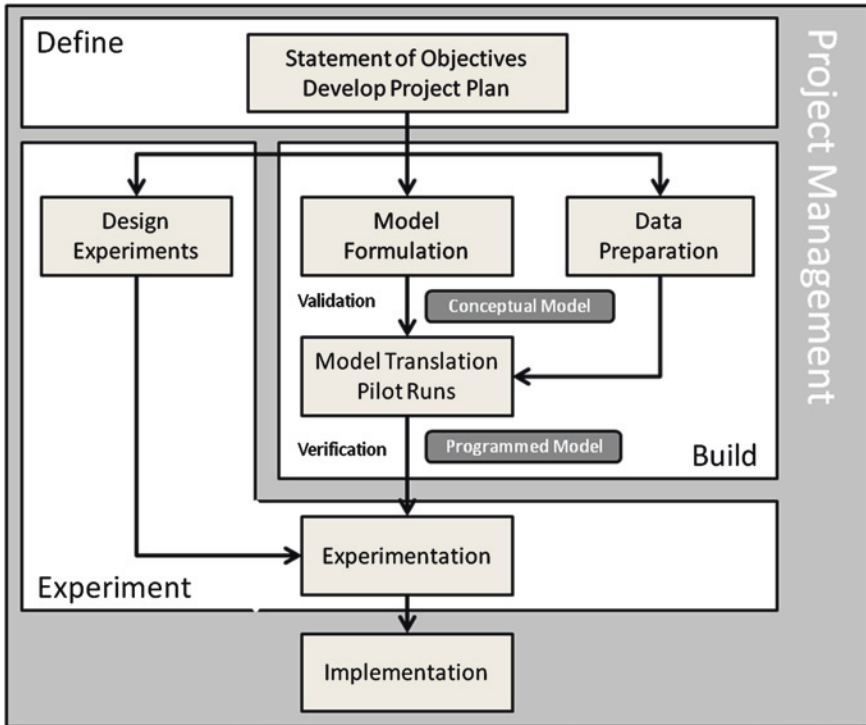 Define
Statement of Objectives
Develop Project Plan
Project Management
Design
Experiments
Model
Formulation
Data
Preparation
Validation
Conceptual Model
Model Translation
Pilot Runs
Verification
Programmed Model
Build
Experimentation
Experiment
Implementation